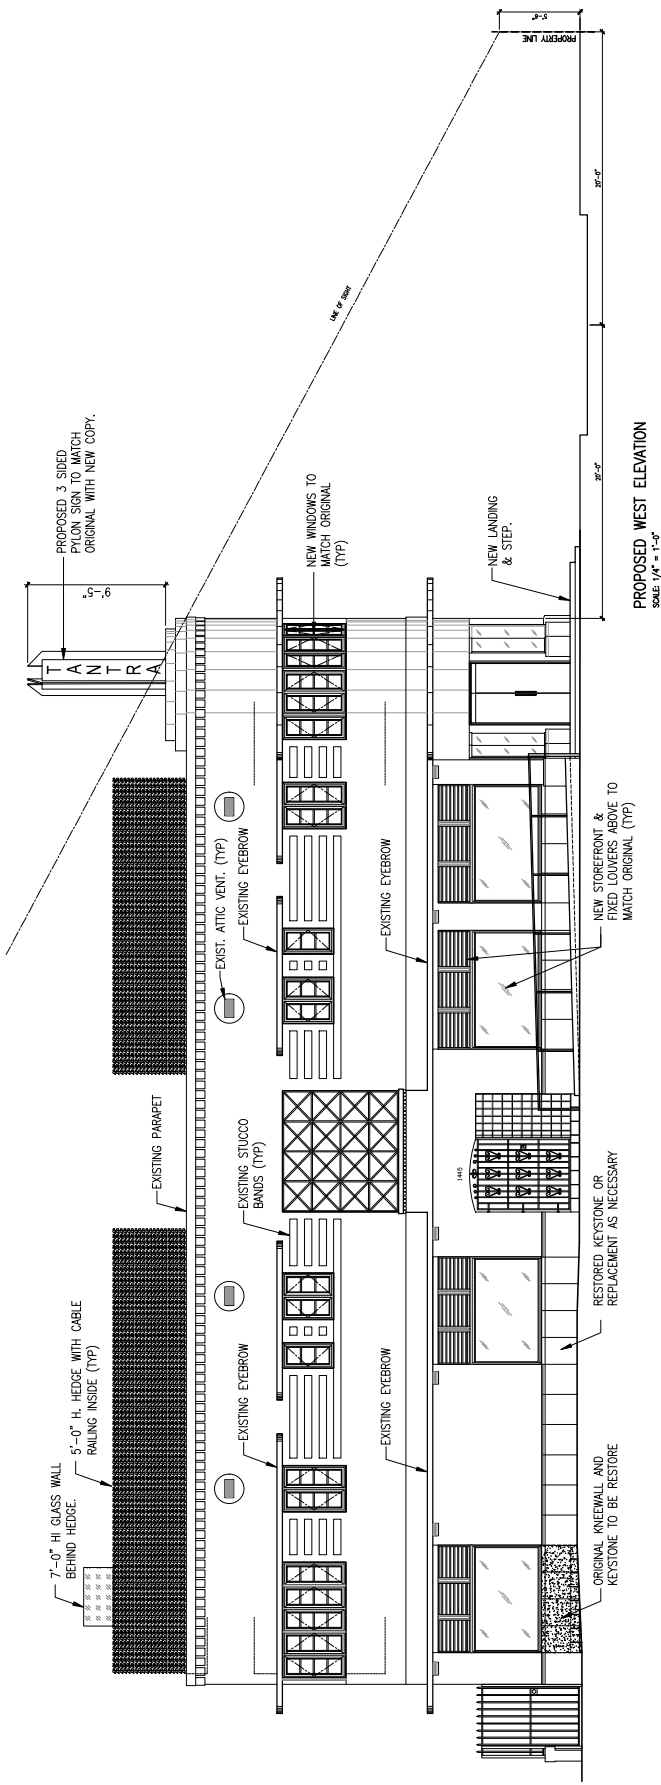 7'-0" HI GLASS WALL
BEHIND HEDGE.
5'-0" H. HEDGE WITH CABLE
RAILING INSIDE (TYP)
EXISTING PARAPET
PROPOSED 3 SIDED
PYLON SIGN TO MATCH
ORIGINAL WITH NEW COPY.
9'-5"
TANTRA
EXISTING EYEBROW
EXISTING STUCCO
BANDS (TYP)
EXIST. ATTIC VENT. (TYP)
EXISTING EYEBROW
NEW WINDOWS TO
MATCH ORIGINAL
(TYP)
LINE OF SIGHT
EXISTING EYEBROW
EXISTING EYEBROW
1445
NEW LANDING
& STEP.
PROPERTY LINE
5'-6"
20'-0"
20'-0"
ORIGINAL KNEEWALL AND
KEYSTONE TO BE RESTORE
RESTORED KEYSTONE OR
REPLACEMENT AS NECESSARY
NEW STOREFRONT &
FIXED LOUVERS ABOVE TO
MATCH ORIGINAL (TYP)
PROPOSED WEST ELEVATION
SCALE: 1/4" = 1'-0"